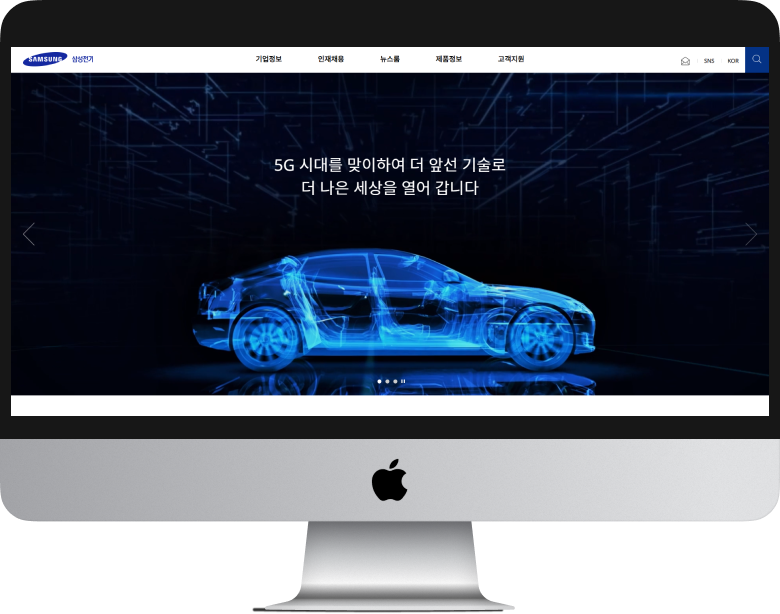 SAMSUNG 삼성전기
기업정보 인재채용 뉴스룸 제품정보 고객지원
SNS KOR
5G 시대를 맞이하여 더 앞선 기술로
더 나은 세상을 열어 갑니다